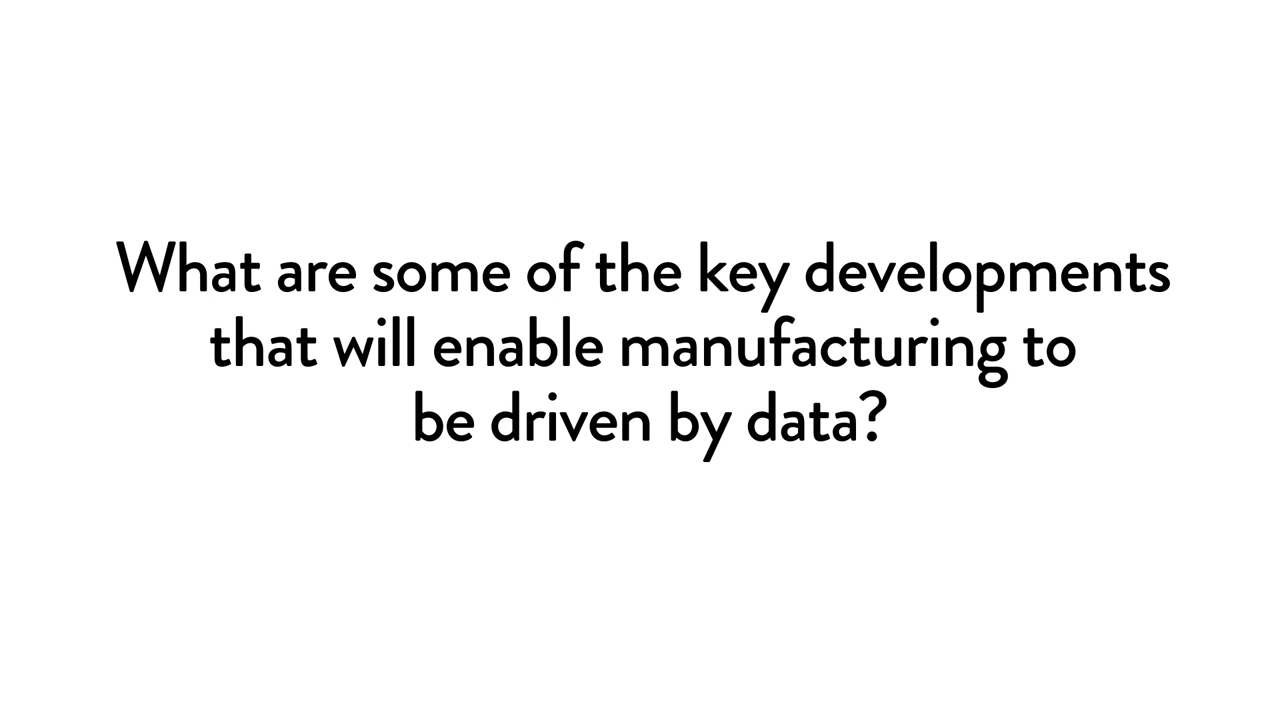 What are some of the key developments
that will enable manufacturing to
be driven by data?